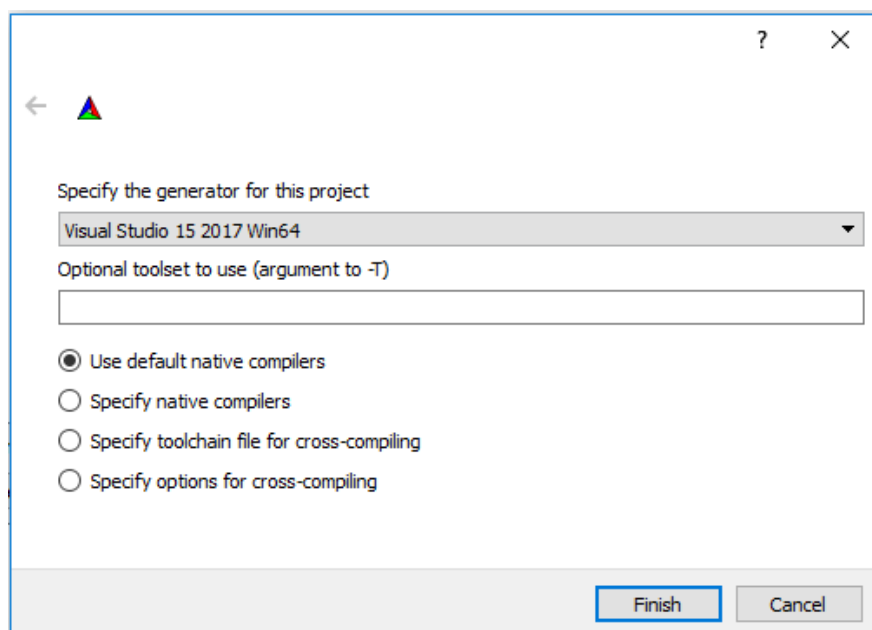 ?
Specify the generator for this project
Visual Studio 15 2017 Win64
Optional toolset to use (argument to -T)
Use default native compilers
Specify native compilers
Specify toolchain file for cross-compiling
Specify options for cross-compiling
Finish Cancel